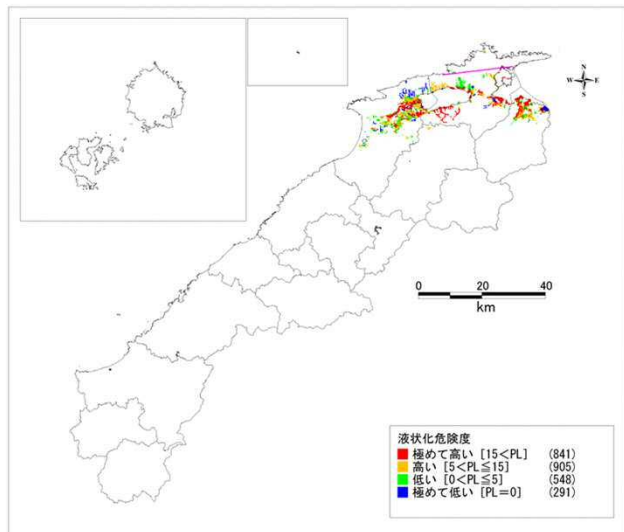 N
W E
S
0 20 40
km
液状化危険度
極めて高い [15<PL] (841)
高い [5<PL≦15] (905)
低い [0<PL≦5] (548)
極めて低い [PL=0] (291)